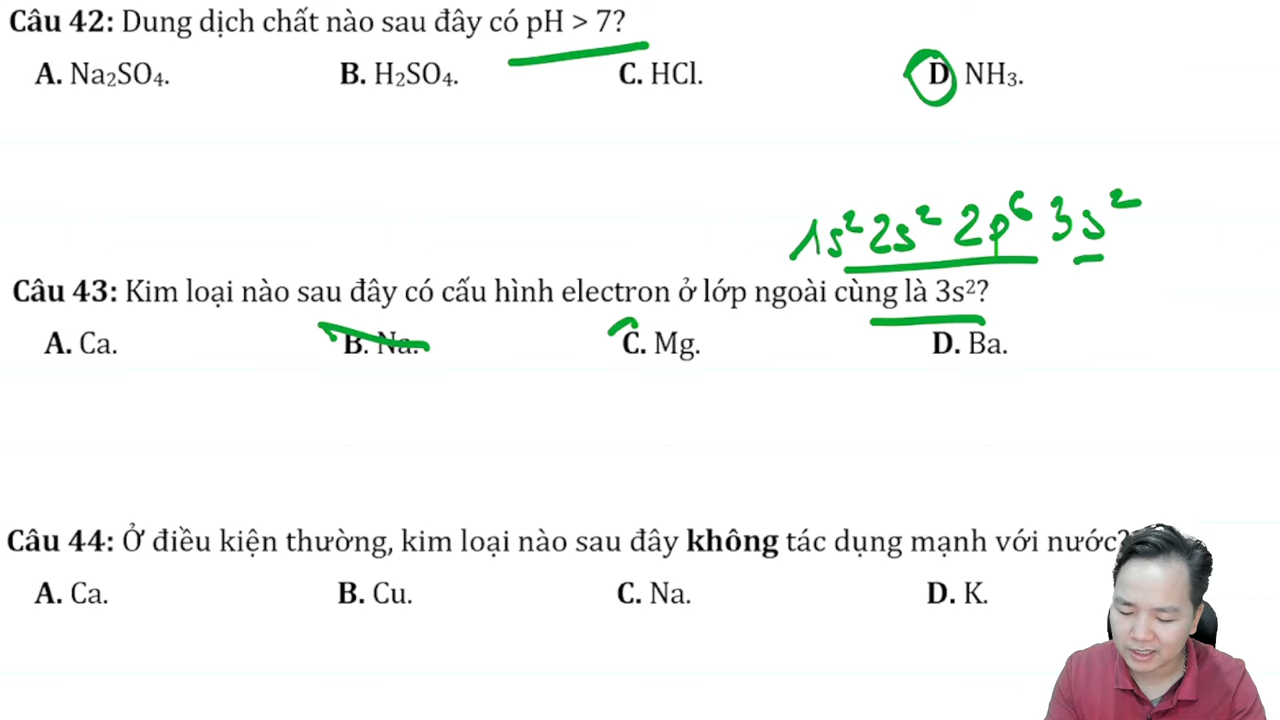 Câu 42: Dung dịch chất nào sau đây có pH > 7?
A. Na₂SO₄. B. H₂SO₄. C. HCl. D NH₃.
1s² 2s² 2p⁶ 3s²
Câu 43: Kim loại nào sau đây có cấu hình electron ở lớp ngoài cùng là 3s²?
A. Ca. B. Na. C. Mg. D. Ba.
Câu 44: Ở điều kiện thường, kim loại nào sau đây không tác dụng mạnh với nước?
A. Ca. B. Cu. C. Na. D. K.